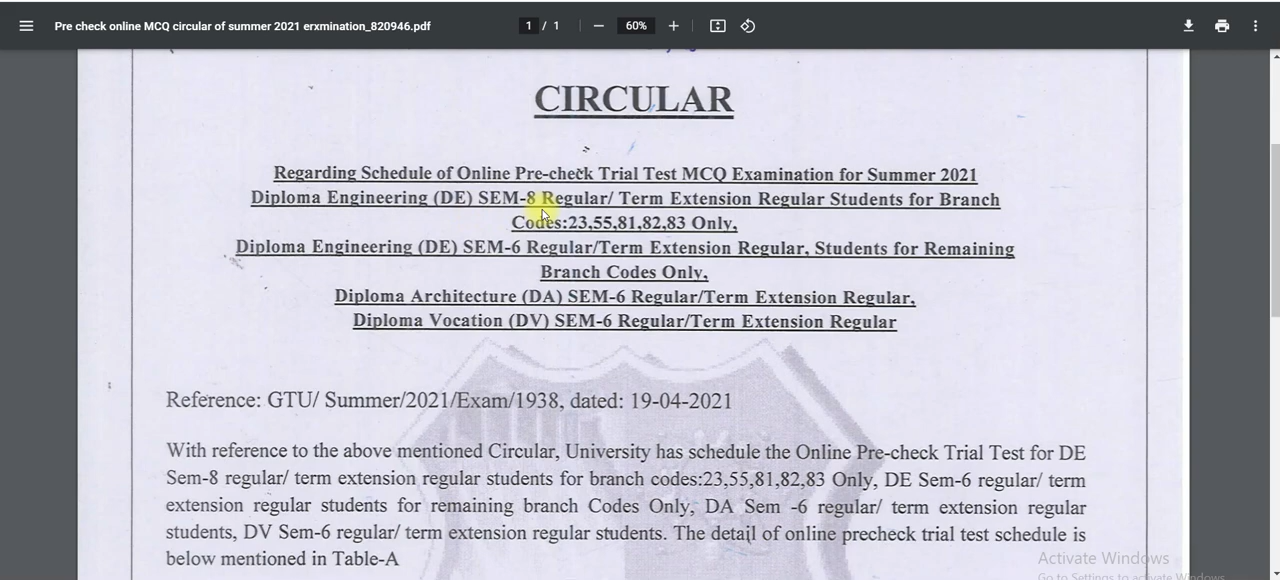 Pre check online MCQ circular of summer 2021 erxmination_820946.pdf
1 / 1
60%
CIRCULAR
Regarding Schedule of Online Pre-check Trial Test MCQ Examination for Summer 2021
Diploma Engineering (DE) SEM-8 Regular/ Term Extension Regular Students for Branch
Codes:23,55,81,82,83 Only,
Diploma Engineering (DE) SEM-6 Regular/Term Extension Regular, Students for Remaining
Branch Codes Only,
Diploma Architecture (DA) SEM-6 Regular/Term Extension Regular,
Diploma Vocation (DV) SEM-6 Regular/Term Extension Regular
Reference: GTU/ Summer/2021/Exam/1938, dated: 19-04-2021
With reference to the above mentioned Circular, University has schedule the Online Pre-check Trial Test for DE
Sem-8 regular/ term extension regular students for branch codes:23,55,81,82,83 Only, DE Sem-6 regular/ term
extension regular students for remaining branch Codes Only, DA Sem -6 regular/ term extension regular
students, DV Sem-6 regular/ term extension regular students. The detail of online precheck trial test schedule is
below mentioned in Table-A
Activate Windows
Go to Settings to activate Windows